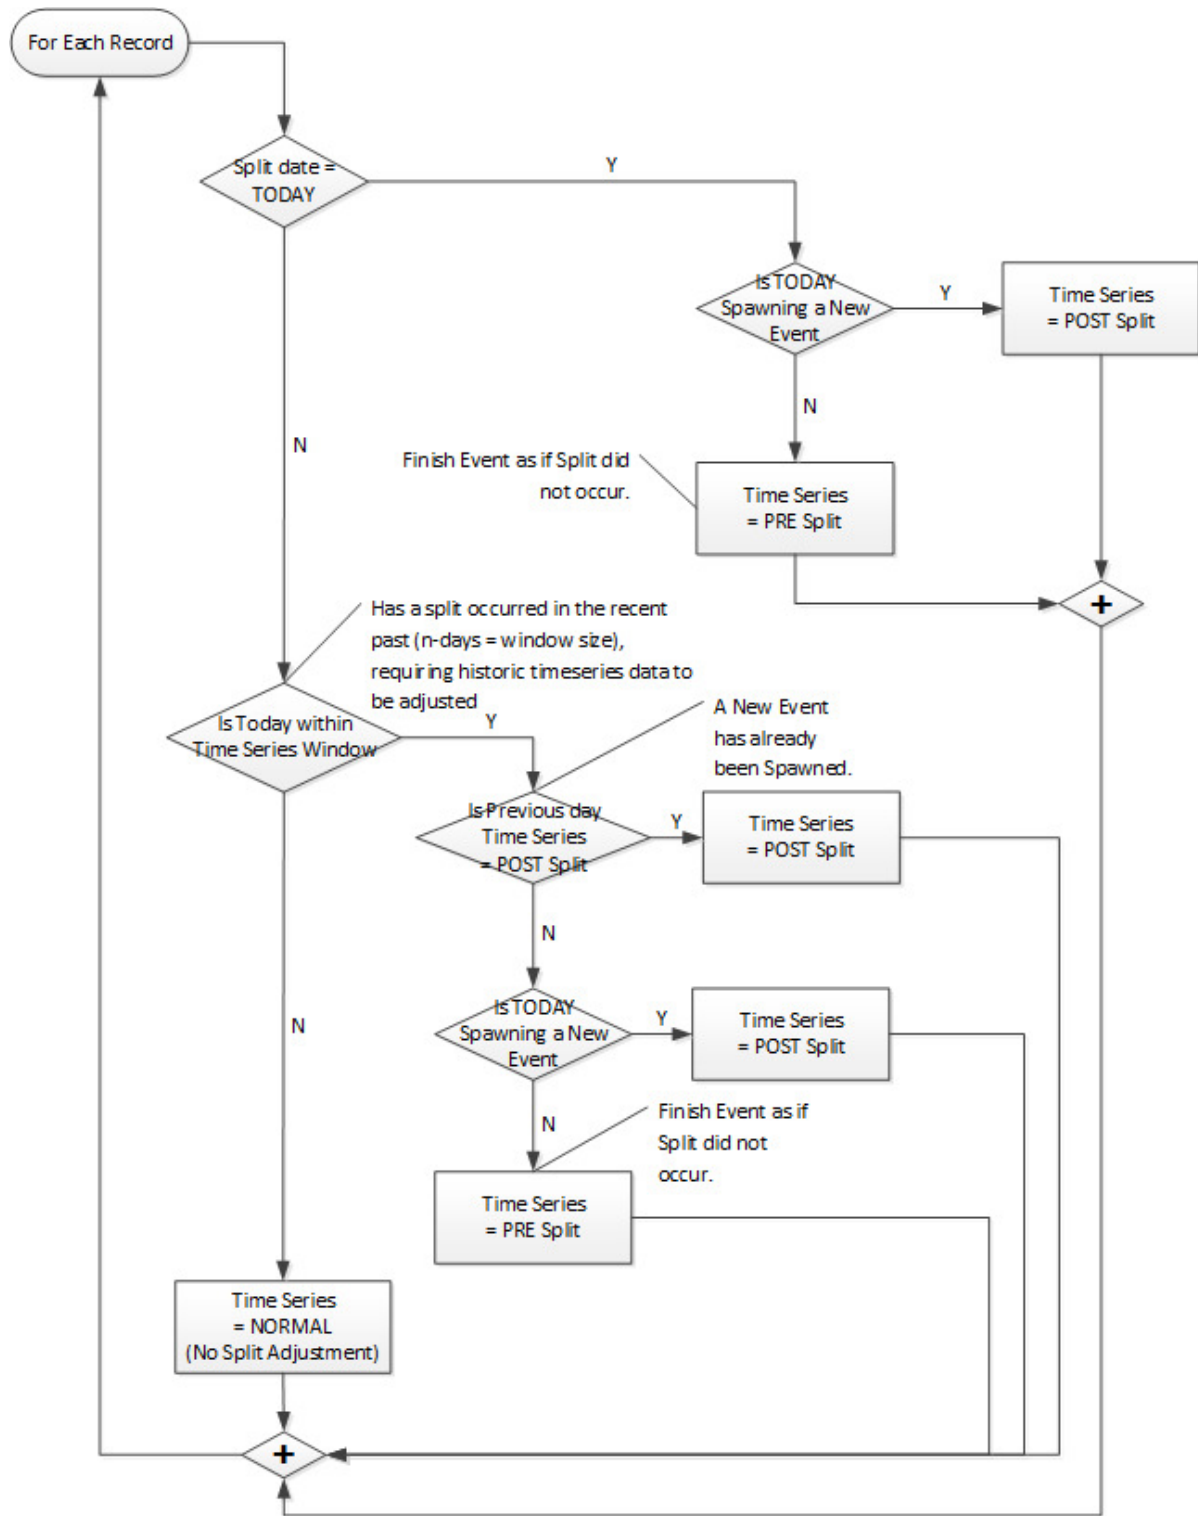 For Each Record
Split date =
TODAY
Y
Is TODAY
Spawning a New
Event
Y
Time Series
= POST Split
N
N
Finish Event as if Split did
not occur.
Time Series
= PRE Split
+
Has a split occurred in the recent
past (n-days = window size),
requiring historic timeseries data to
be adjusted
Is Today within
Time Series Window
Y
A New Event
has already
been Spawned.
Is Previous day
Time Series
= POST Split
Y
Time Series
= POST Split
N
N
Is TODAY
Spawning a New
Event
Y
Time Series
= POST Split
N
Finish Event as if
Split did not
occur.
Time Series
= PRE Split
Time Series
= NORMAL
(No Split Adjustment)
+